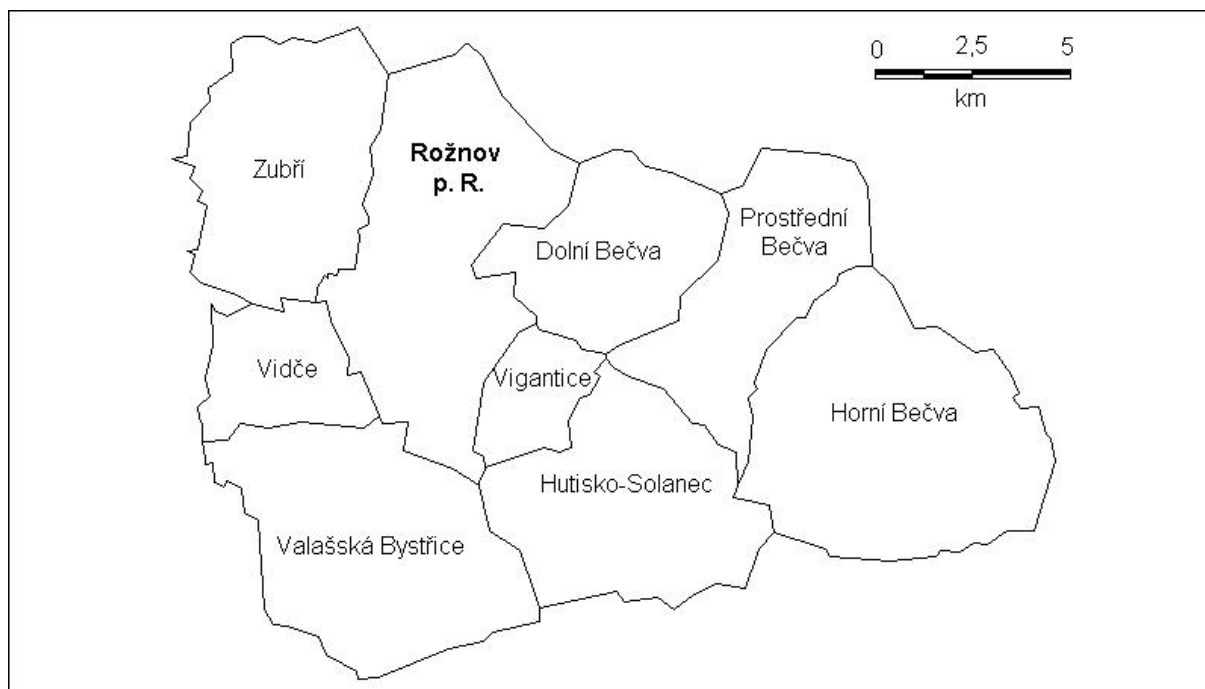 0 2,5 5
km
Rožnov
p. R.
Zubří
Prostřední
Bečva
Dolní Bečva
Vidče
Vigantice
Horní Bečva
Hutisko-Solanec
Valašská Bystřice